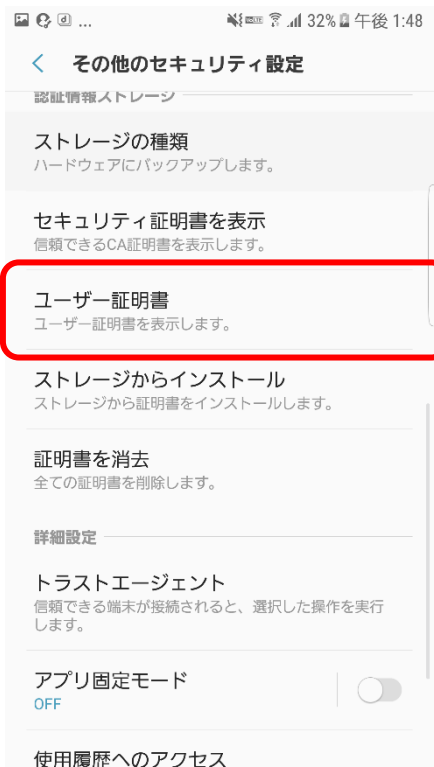 32% 午後 1:48
その他のセキュリティ設定
認証情報ストレージ
ストレージの種類
ハードウェアにバックアップします。
セキュリティ証明書を表示
信頼できるCA証明書を表示します。
ユーザー証明書
ユーザー証明書を表示します。
ストレージからインストール
ストレージから証明書をインストールします。
証明書を消去
全ての証明書を削除します。
詳細設定
トラストエージェント
信頼できる端末が接続されると、選択した操作を実行
します。
アプリ固定モード
OFF
使用履歴へのアクセス